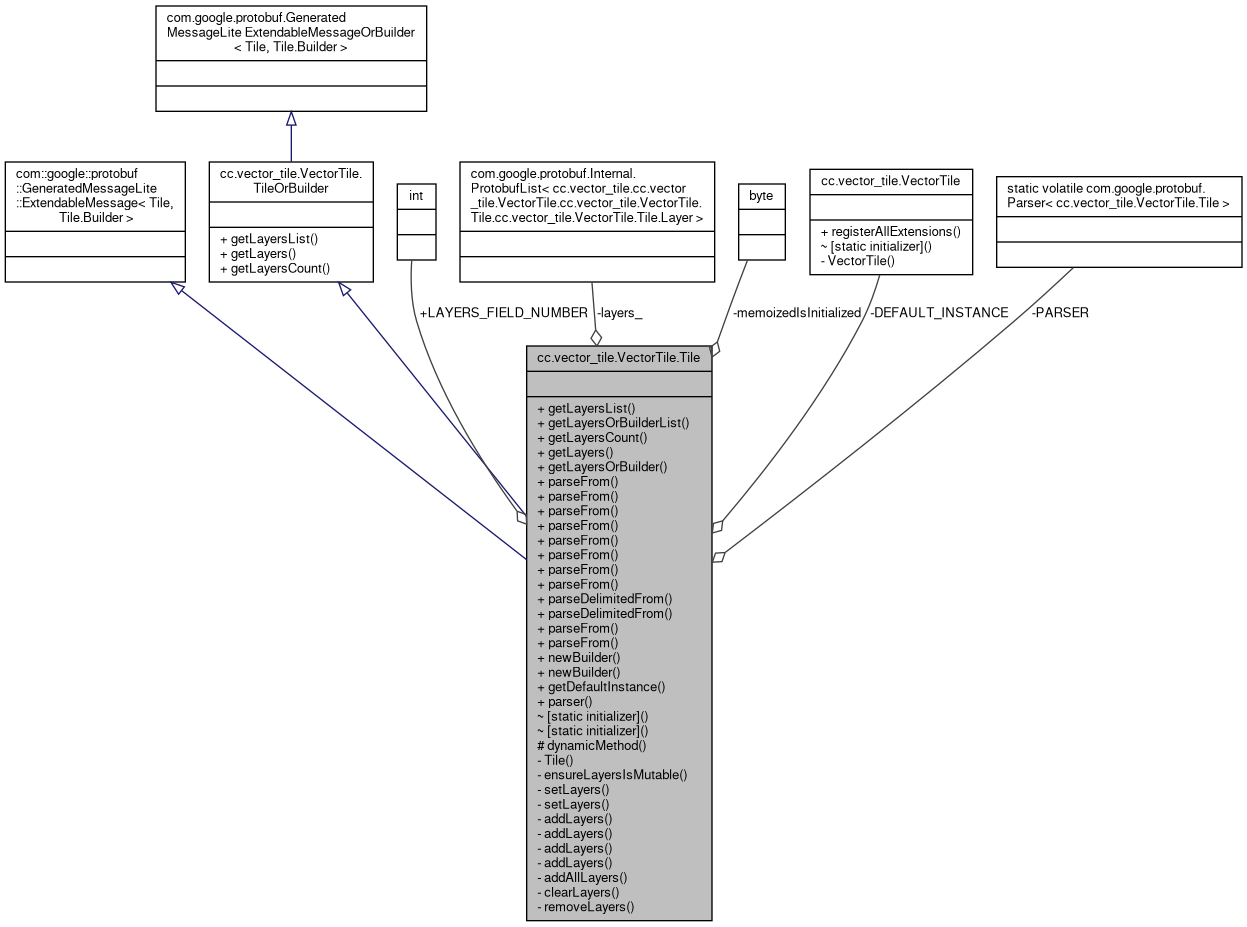 com.google.protobuf.Generated
MessageLite ExtendableMessageOrBuilder
< Tile, Tile.Builder >
com::google::protobuf
::GeneratedMessageLite
::ExtendableMessage< Tile,
Tile.Builder >
cc.vector_tile.VectorTile.
TileOrBuilder
+ getLayersList()
+ getLayers()
+ getLayersCount()
int
com.google.protobuf.Internal.
ProtobufList< cc.vector_tile.cc.vector
_tile.VectorTile.cc.vector_tile.VectorTile.
Tile.cc.vector_tile.VectorTile.Tile.Layer >
byte
cc.vector_tile.VectorTile
+ registerAllExtensions()
~ [static initializer]()
- VectorTile()
static volatile com.google.protobuf.
Parser< cc.vector_tile.VectorTile.Tile >
+LAYERS_FIELD_NUMBER
-layers_
-memoizedIsInitialized
-DEFAULT_INSTANCE
-PARSER
cc.vector_tile.VectorTile.Tile
+ getLayersList()
+ getLayersOrBuilderList()
+ getLayersCount()
+ getLayers()
+ getLayersOrBuilder()
+ parseFrom()
+ parseFrom()
+ parseFrom()
+ parseFrom()
+ parseFrom()
+ parseFrom()
+ parseFrom()
+ parseFrom()
+ parseDelimitedFrom()
+ parseDelimitedFrom()
+ parseFrom()
+ parseFrom()
+ newBuilder()
+ newBuilder()
+ getDefaultInstance()
+ parser()
~ [static initializer]()
~ [static initializer]()
# dynamicMethod()
- Tile()
- ensureLayersIsMutable()
- setLayers()
- setLayers()
- addLayers()
- addLayers()
- addLayers()
- addLayers()
- addAllLayers()
- clearLayers()
- removeLayers()